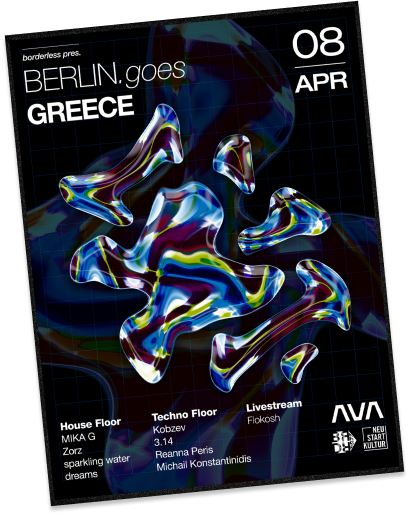 borderless pres.
BERLIN.goes
GREECE
08
APR
House Floor
MIKA G
Zorz
sparkling water
dreams
Techno Floor
Kobzev
3.14
Reanna Peris
Michail Konstantinidis
Livestream
Fiokosh
AVA
NEU
START
KULTUR